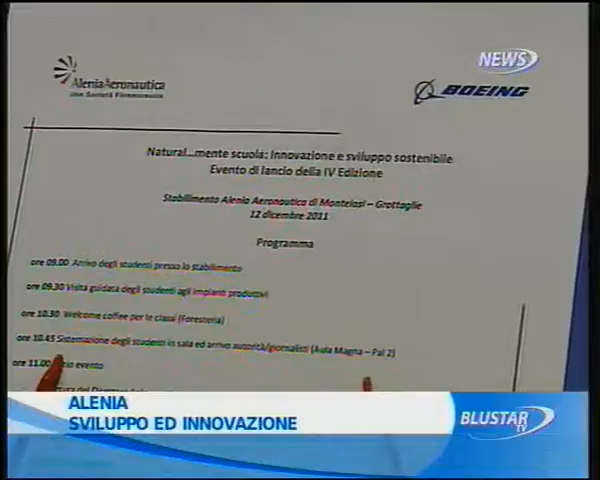 NEWS
AleniaAeronautica
Una Società Finmeccanica
BOEING
Natural...mente scuola: Innovazione e sviluppo sostenibile
Evento di lancio della IV Edizione
Stabilimento Alenia Aeronautica di Monteiasi – Grottaglie
12 dicembre 2011
Programma
ore 09.00 Arrivo degli studenti presso lo stabilimento
ore 09.30 Visita guidata degli studenti agli impianti produttivi
ore 10.30 Welcome coffee per le classi (Foresteria)
ore 10.45 Sistemazione degli studenti in sala ed arrivo autorità/giornalisti (Aula Magna – Pal 2)
ore 11.00 evento
ALENIA
SVILUPPO ED INNOVAZIONE
BLUSTAR
TV